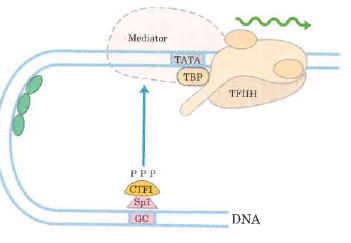 Mediator
TATA
TBP
TFIIH
P P P
CTF1
Sp1
GC
DNA